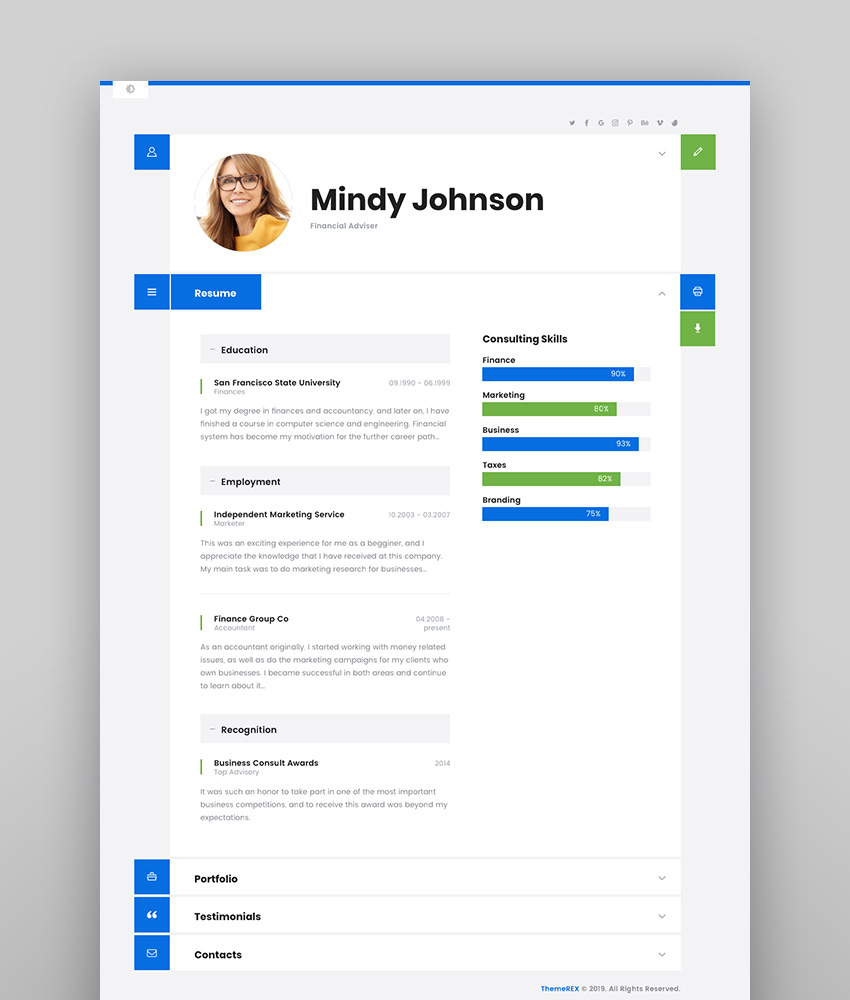 Mindy Johnson
Financial Adviser
Resume
Education
San Francisco State University 09.1990 - 06.1999
Finances
I got my degree in finances and accountancy, and later on, I have
finished a course in computer science and engineering. Financial
system has become my motivation for the further career path...
Employment
Independent Marketing Service 10.2003 - 03.2007
Marketer
This was an exciting experience for me as a begginer, and I
appreciate the knowledge that I have received at this company.
My main task was to do marketing research for businesses...
Finance Group Co 04.2008 -
Accountant present
As an accountant originally, I started working with money related
issues, as well as do the marketing campaigns for my clients who
own businesses. I became successful in both areas and continue
to learn about it...
Recognition
Business Consult Awards 2014
Top Advisory
It was such an honor to take part in one of the most important
business competitions, and to receive this award was beyond my
expectations.
Consulting Skills
Finance
90%
Marketing
80%
Business
93%
Taxes
82%
Branding
75%
Portfolio
Testimonials
Contacts
ThemeREX © 2019. All Rights Reserved.